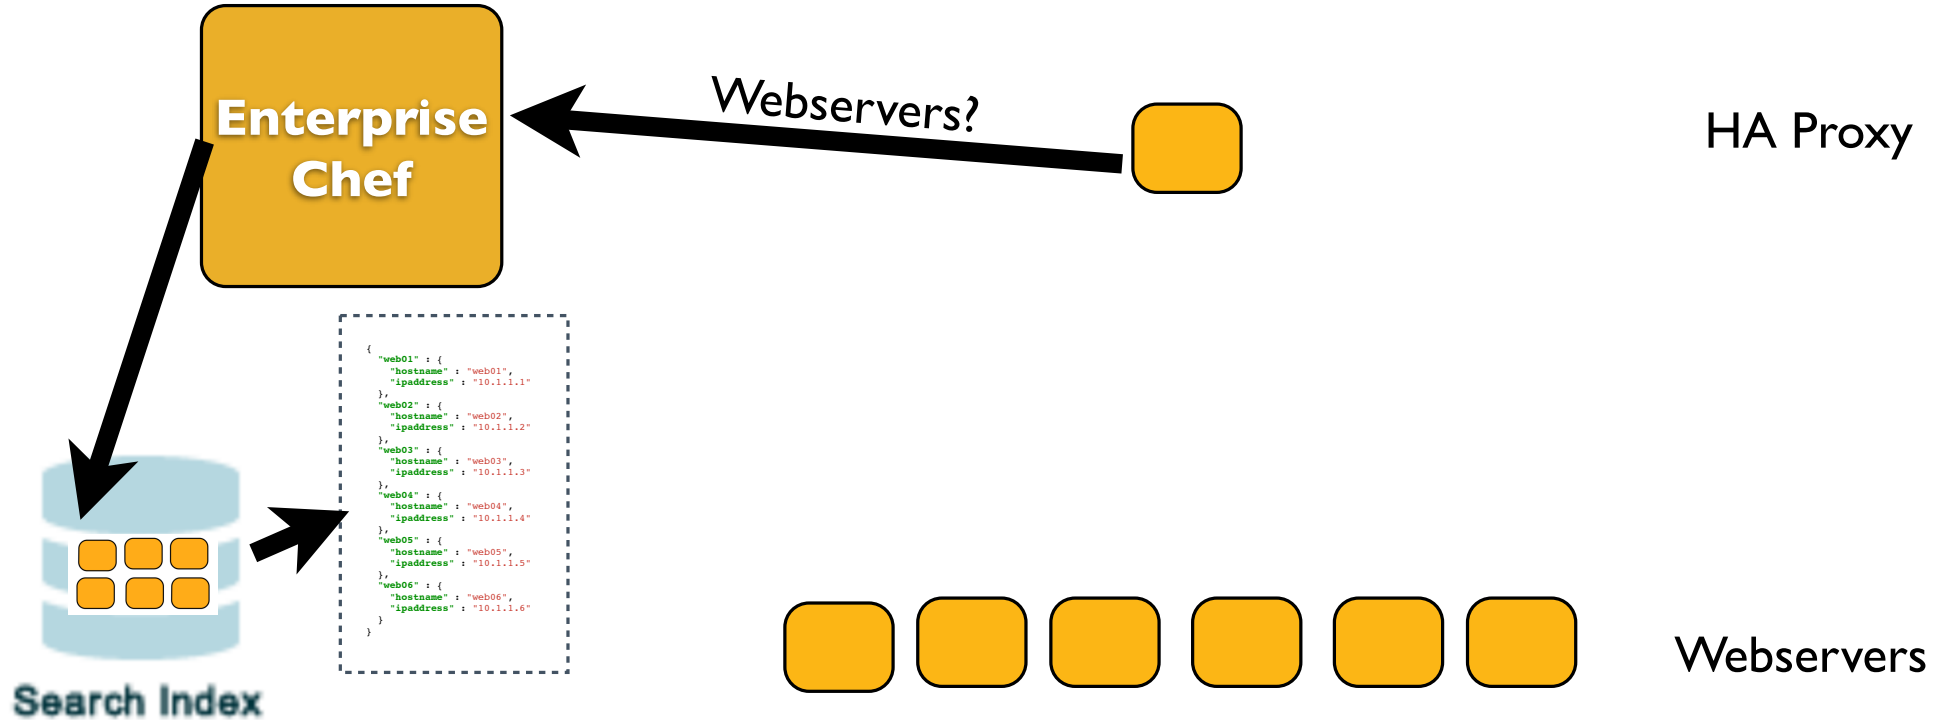 Enterprise
Chef
Webservers?
HA Proxy
{
"web01" : {
"hostname" : "web01",
"ipaddress" : "10.1.1.1"
},
"web02" : {
"hostname" : "web02",
"ipaddress" : "10.1.1.2"
},
"web03" : {
"hostname" : "web03",
"ipaddress" : "10.1.1.3"
},
"web04" : {
"hostname" : "web04",
"ipaddress" : "10.1.1.4"
},
"web05" : {
"hostname" : "web05",
"ipaddress" : "10.1.1.5"
},
"web06" : {
"hostname" : "web06",
"ipaddress" : "10.1.1.6"
}
}
Webservers
Search Index